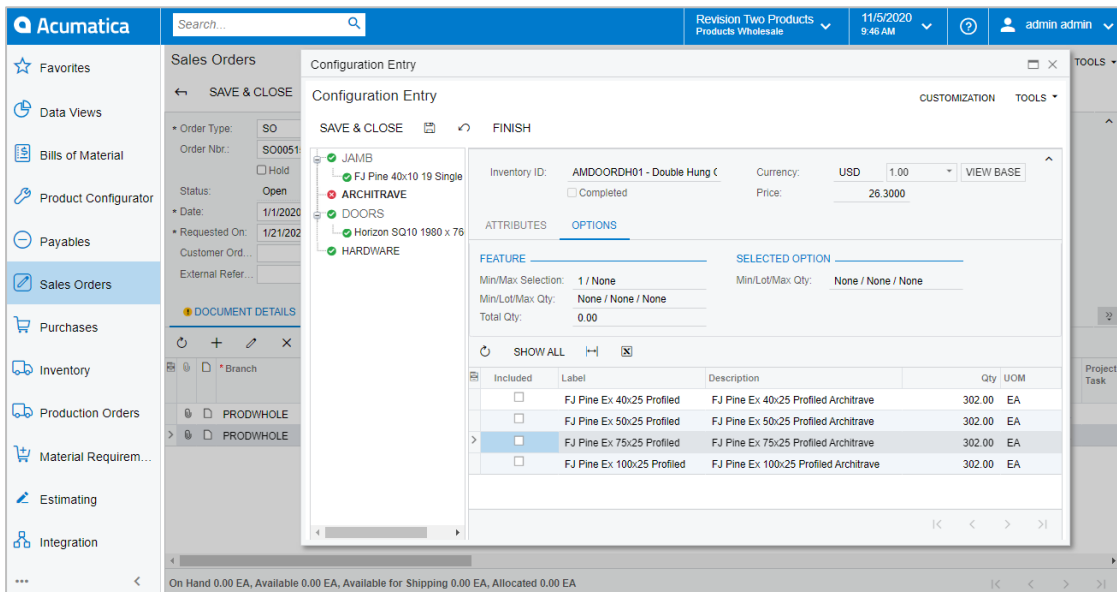 Acumatica
Search...
Revision Two Products
Products Wholesale
11/5/2020
9:46 AM
admin admin
Favorites
Data Views
Bills of Material
Product Configurator
Payables
Sales Orders
Purchases
Inventory
Production Orders
Material Requirem...
Estimating
Integration
Sales Orders
SAVE & CLOSE
TOOLS
* Order Type: SO
Order Nbr.: SO0051
Hold
Status: Open
* Date: 1/1/2020
* Requested On: 1/21/202
Customer Ord...
External Refer...
DOCUMENT DETAILS
* Branch
Project
Task
PRODWHOLE
PRODWHOLE
Configuration Entry
Configuration Entry
CUSTOMIZATION TOOLS
SAVE & CLOSE FINISH
JAMB
FJ Pine 40x10 19 Single
ARCHITRAVE
DOORS
Horizon SQ10 1980 x 76
HARDWARE
Inventory ID: AMDOORDH01 - Double Hung Currency: USD 1.00 VIEW BASE
Completed Price: 26.3000
ATTRIBUTES OPTIONS
FEATURE SELECTED OPTION
Min/Max Selection: 1 / None Min/Lot/Max Qty: None / None / None
Min/Lot/Max Qty: None / None / None
Total Qty: 0.00
SHOW ALL
Included Label Description Qty UOM
FJ Pine Ex 40x25 Profiled FJ Pine Ex 40x25 Profiled Architrave 302.00 EA
FJ Pine Ex 50x25 Profiled FJ Pine Ex 50x25 Profiled Architrave 302.00 EA
FJ Pine Ex 75x25 Profiled FJ Pine Ex 75x25 Profiled Architrave 302.00 EA
FJ Pine Ex 100x25 Profiled FJ Pine Ex 100x25 Profiled Architrave 302.00 EA
On Hand 0.00 EA, Available 0.00 EA, Available for Shipping 0.00 EA, Allocated 0.00 EA